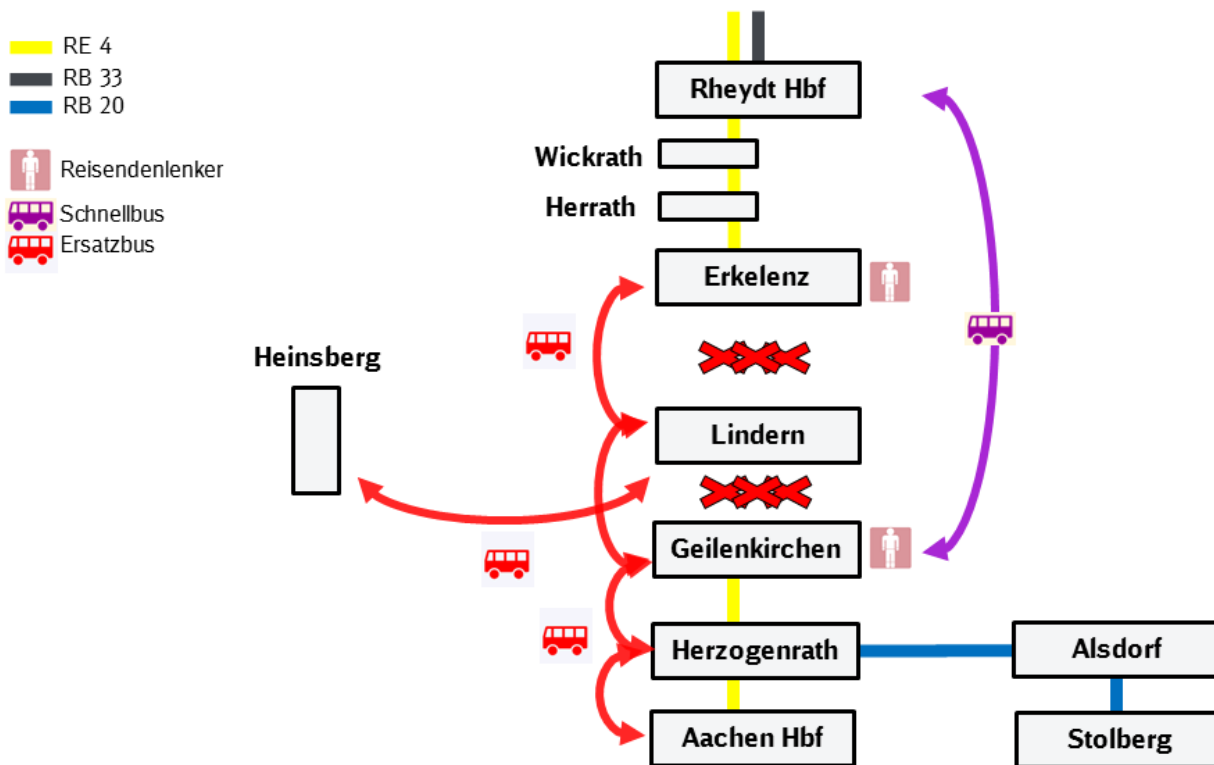 RE 4
RB 33
RB 20
Reisendenlenker
Schnellbus
Ersatzbus
Rheydt Hbf
Wickrath
Herrath
Erkelenz
Heinsberg
Lindern
Geilenkirchen
Herzogenrath
Alsdorf
Aachen Hbf
Stolberg